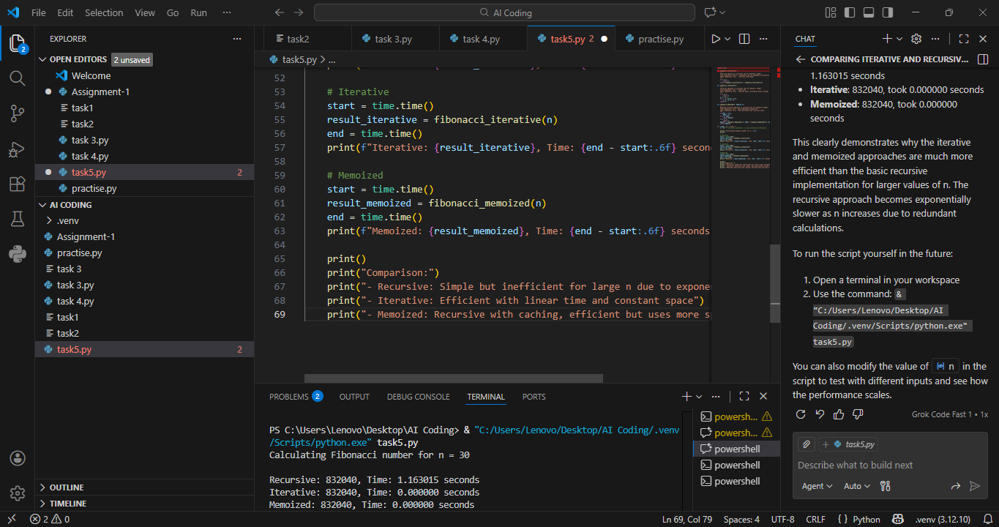 File Edit Selection View Go Run ···
AI Coding
EXPLORER
OPEN EDITORS 2 unsaved
Welcome
Assignment-1
task1
task2
task 3.py
task 4.py
task5.py 2
practise.py
AI CODING
.venv
Assignment-1
practise.py
task 3
task 3.py
task 4.py
task1
task2
task5.py 2
OUTLINE
TIMELINE
2
task2 task 3.py task 4.py task5.py 2 practise.py
task5.py > ...
52
53 # Iterative
54 start = time.time()
55 result_iterative = fibonacci_iterative(n)
56 end = time.time()
57 print(f"Iterative: {result_iterative}, Time: {end - start:.6f} secon
58
59 # Memoized
60 start = time.time()
61 result_memoized = fibonacci_memoized(n)
62 end = time.time()
63 print(f"Memoized: {result_memoized}, Time: {end - start:.6f} seconds
64
65 print()
66 print("Comparison:")
67 print("- Recursive: Simple but inefficient for large n due to expone
68 print("- Iterative: Efficient with linear time and constant space")
69 print("- Memoized: Recursive with caching, efficient but uses more sp
PROBLEMS 2 OUTPUT DEBUG CONSOLE TERMINAL PORTS
PS C:\Users\Lenovo\Desktop\AI Coding> & "C:/Users/Lenovo/Desktop/AI Coding/.venv
/Scripts/python.exe" task5.py
Calculating Fibonacci number for n = 30
Recursive: 832040, Time: 1.163015 seconds
Iterative: 832040, Time: 0.000000 seconds
Memoized: 832040, Time: 0.000000 seconds
powersh...
powersh...
powershell
powershell
powershell
CHAT
COMPARING ITERATIVE AND RECURSIV...
1.163015 seconds
• Iterative: 832040, took 0.000000 seconds
• Memoized: 832040, took 0.000000
seconds
This clearly demonstrates why the iterative
and memoized approaches are much more
efficient than the basic recursive
implementation for larger values of n. The
recursive approach becomes exponentially
slower as n increases due to redundant
calculations.
To run the script yourself in the future:
1. Open a terminal in your workspace
2. Use the command: &
"C:/Users/Lenovo/Desktop/AI
Coding/.venv/Scripts/python.exe"
task5.py
You can also modify the value of n in the
script to test with different inputs and see how
the performance scales.
Grok Code Fast 1 • 1x
+ task5.py
Describe what to build next
Agent Auto
2 0
Ln 69, Col 79 Spaces: 4 UTF-8 CRLF { } Python .venv (3.12.10)